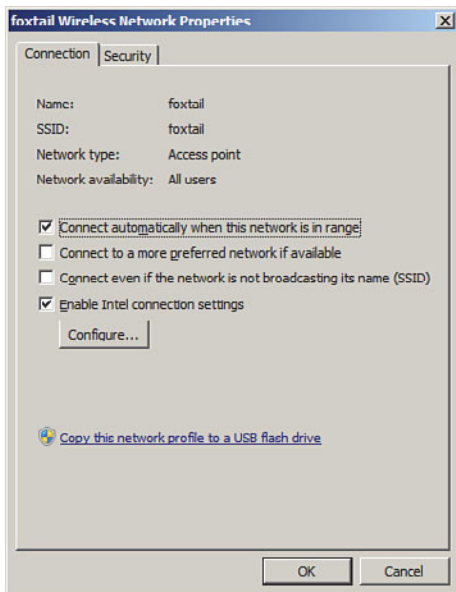 foxtail Wireless Network Properties
Connection Security
Name: foxtail
SSID: foxtail
Network type: Access point
Network availability: All users
Connect automatically when this network is in range
Connect to a more preferred network if available
Connect even if the network is not broadcasting its name (SSID)
Enable Intel connection settings
Configure...
Copy this network profile to a USB flash drive
OK Cancel